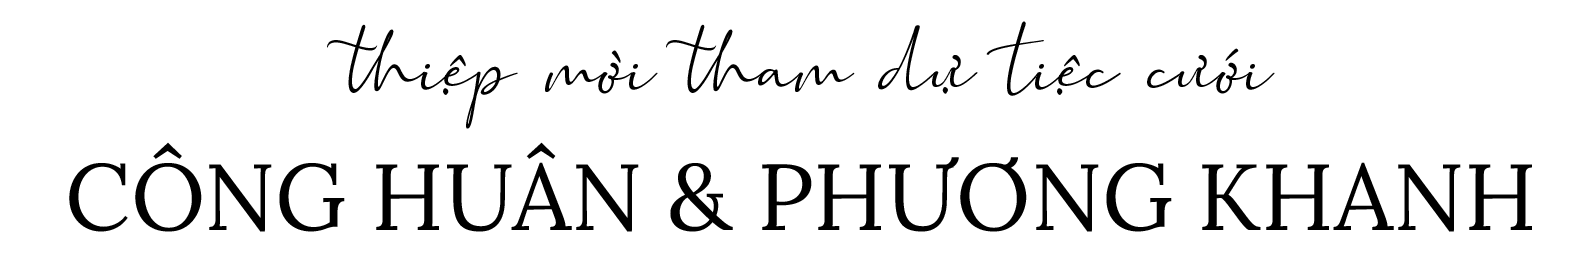 thiệp mời tham dự tiệc cưới
CÔNG HUÂN & PHƯƠNG KHANH